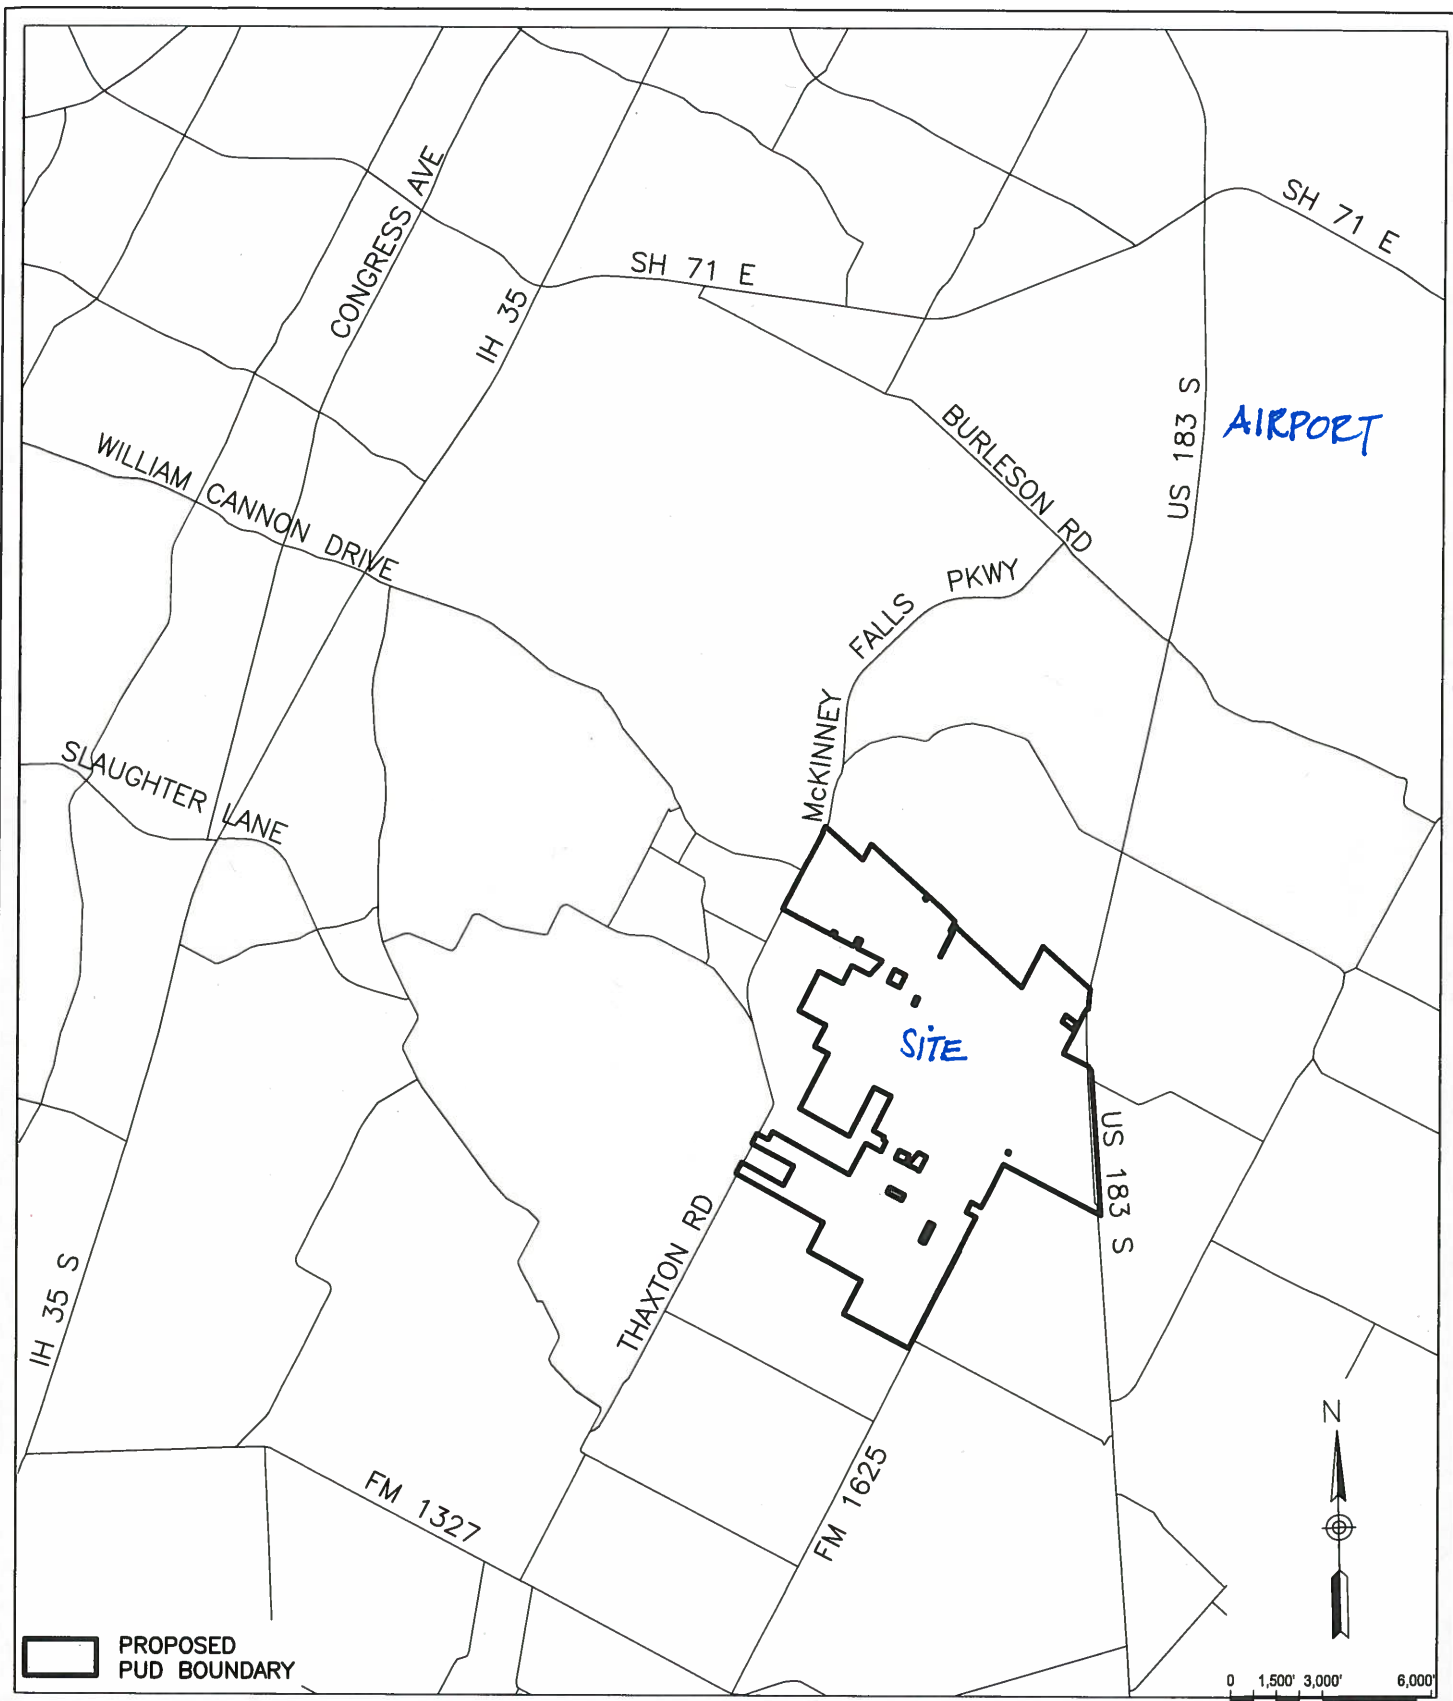 SH 71 E
CONGRESS AVE
SH 71 E
IH 35
US 183 S
AIRPORT
BURLESON RD
WILLIAM CANNON DRIVE
McKINNEY FALLS PKWY
SLAUGHTER LANE
SITE
US 183 S
THAXTON RD
IH 35 S
N
FM 1625
FM 1327
PROPOSED
PUD BOUNDARY
0 1,500' 3,000' 6,000'